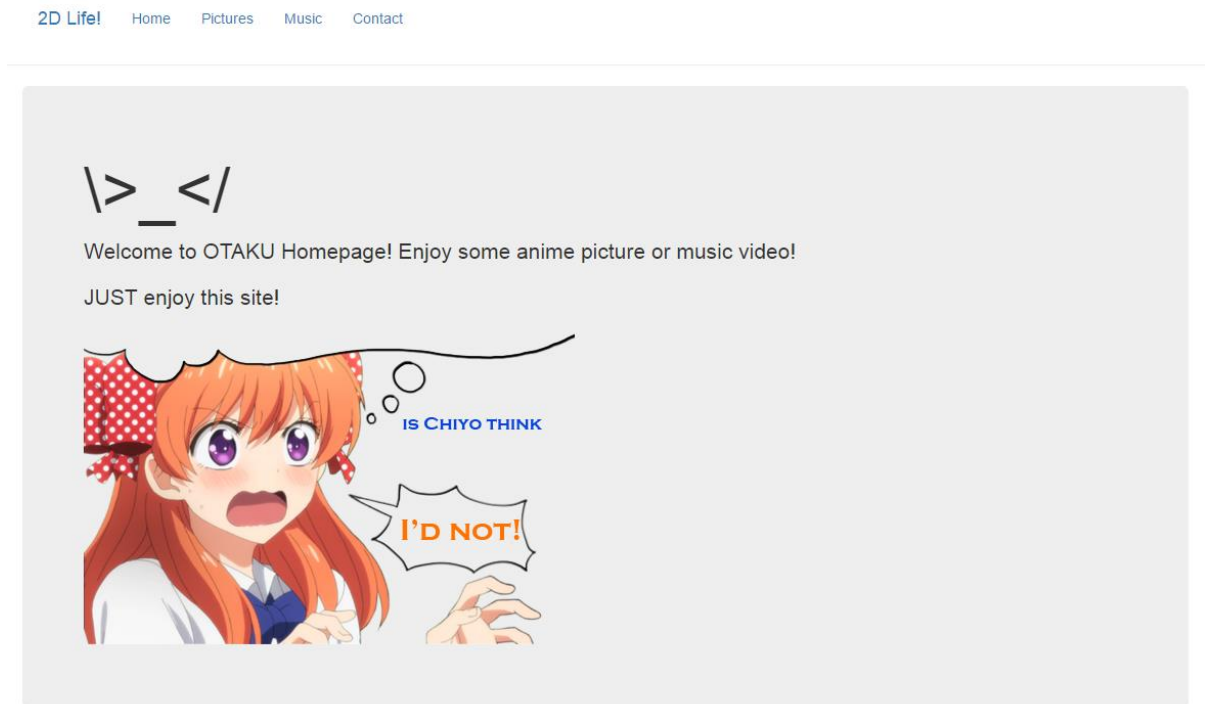 2D Life! Home Pictures Music Contact
\>_</
Welcome to OTAKU Homepage! Enjoy some anime picture or music video!
JUST enjoy this site!
IS CHIYO THINK
I'D NOT!